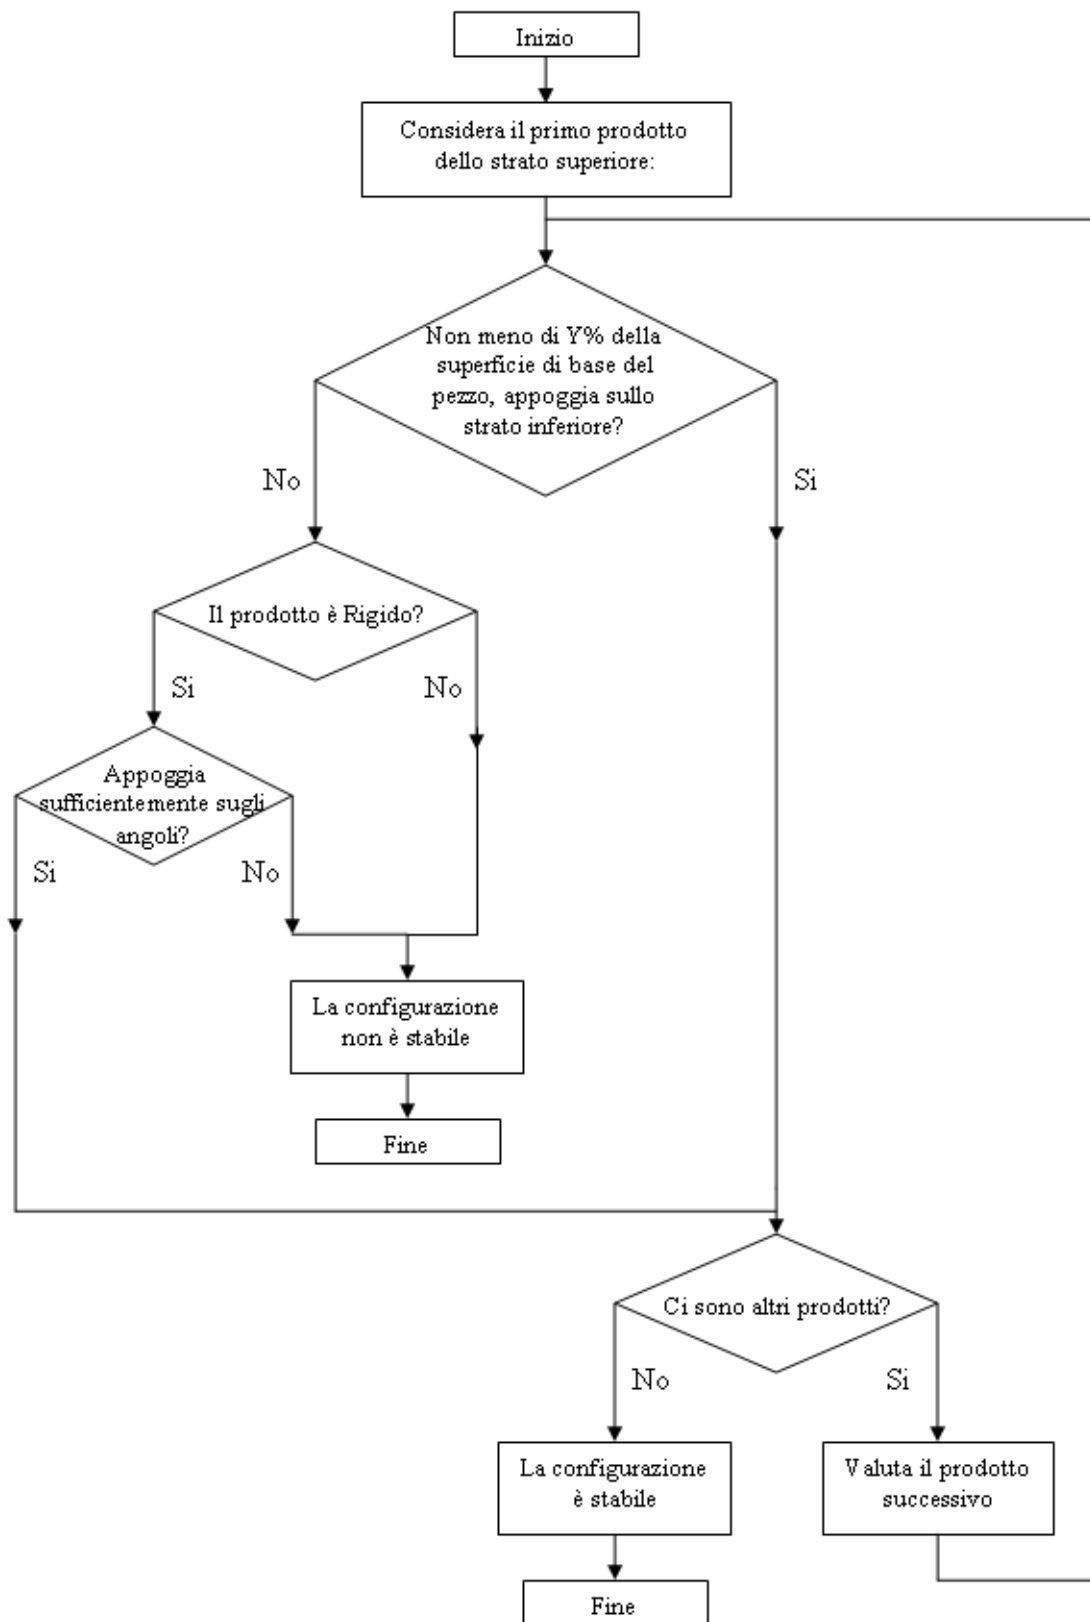 Inizio
Considera il primo prodotto
dello strato superiore:
Non meno di Y% della
superficie di base del
pezzo, appoggia sullo
strato inferiore?
No
Si
Il prodotto è Rigido?
Si
No
Appoggia
sufficientemente sugli
angoli?
Si
No
La configurazione
non è stabile
Fine
Ci sono altri prodotti?
No
Si
La configurazione
è stabile
Valuta il prodotto
successivo
Fine